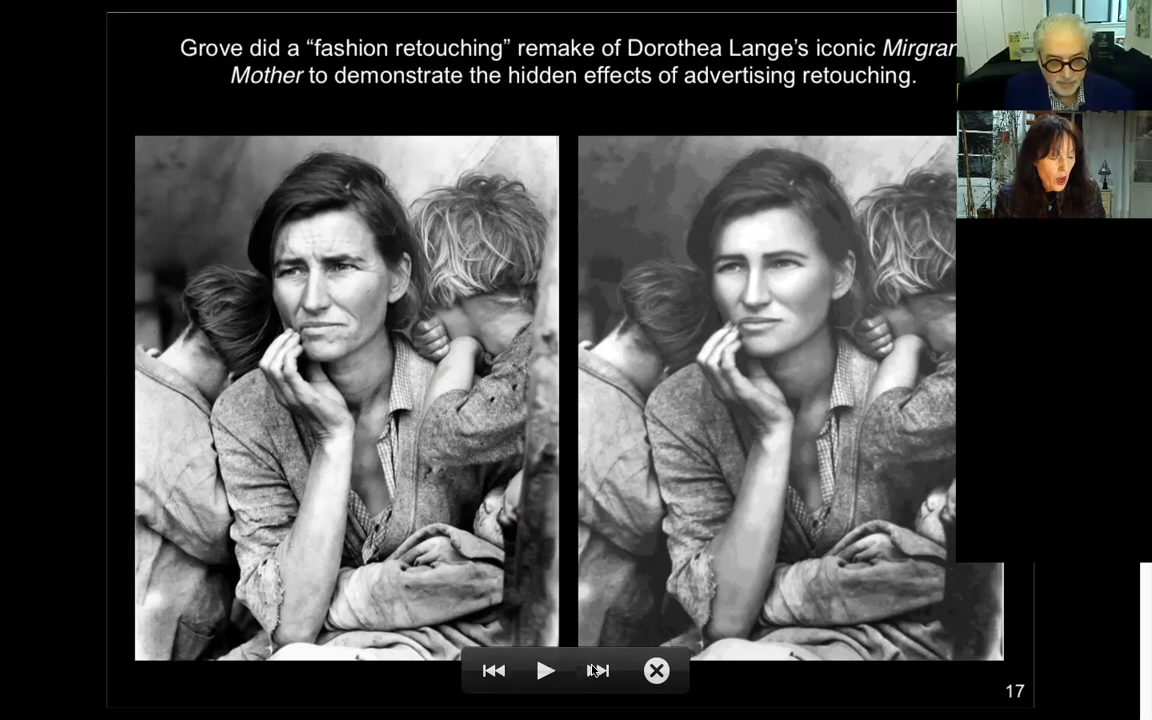 Grove did a “fashion retouching” remake of Dorothea Lange’s iconic Mirgran
Mother to demonstrate the hidden effects of advertising retouching.
17